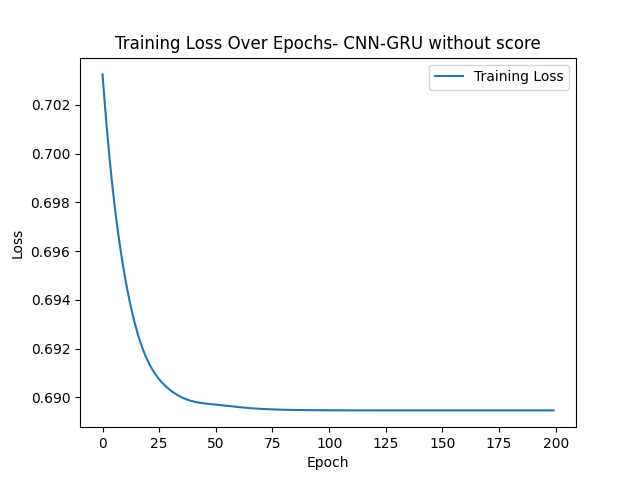 Training Loss Over Epochs- CNN-GRU without score
Training Loss
0.702
0.700
0.698
0.696
0.694
0.692
0.690
Loss
0 25 50 75 100 125 150 175 200
Epoch